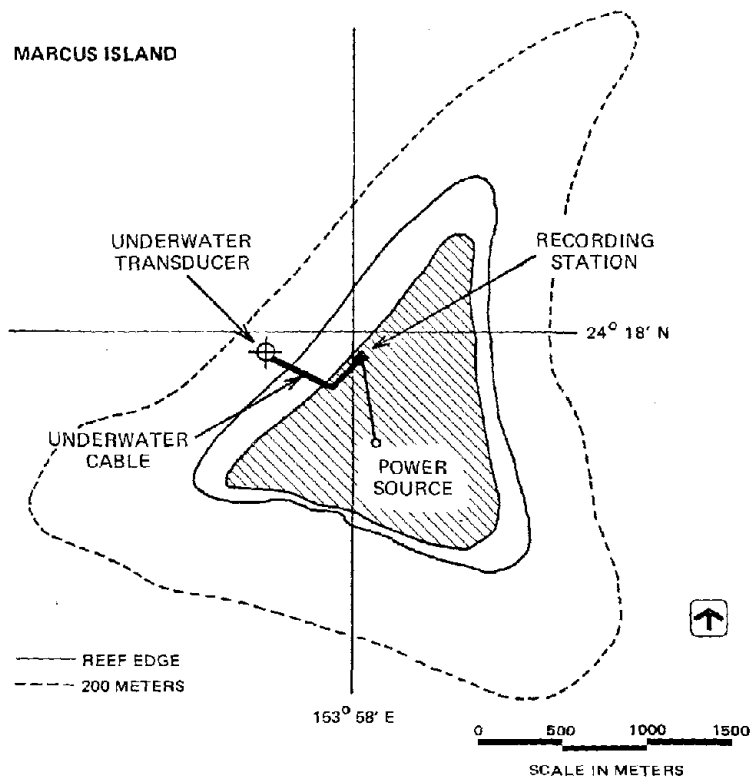 MARCUS ISLAND
UNDERWATER
TRANSDUCER
RECORDING
STATION
24° 18' N
UNDERWATER
CABLE
POWER
SOURCE
REEF EDGE
200 METERS
153° 58' E
0 500 1000 1500
SCALE IN METERS